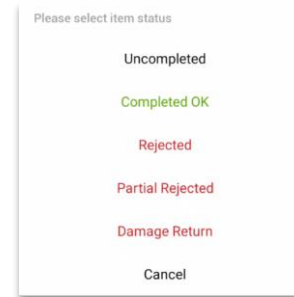 Please select item status
Uncompleted
Completed OK
Rejected
Partial Rejected
Damage Return
Cancel